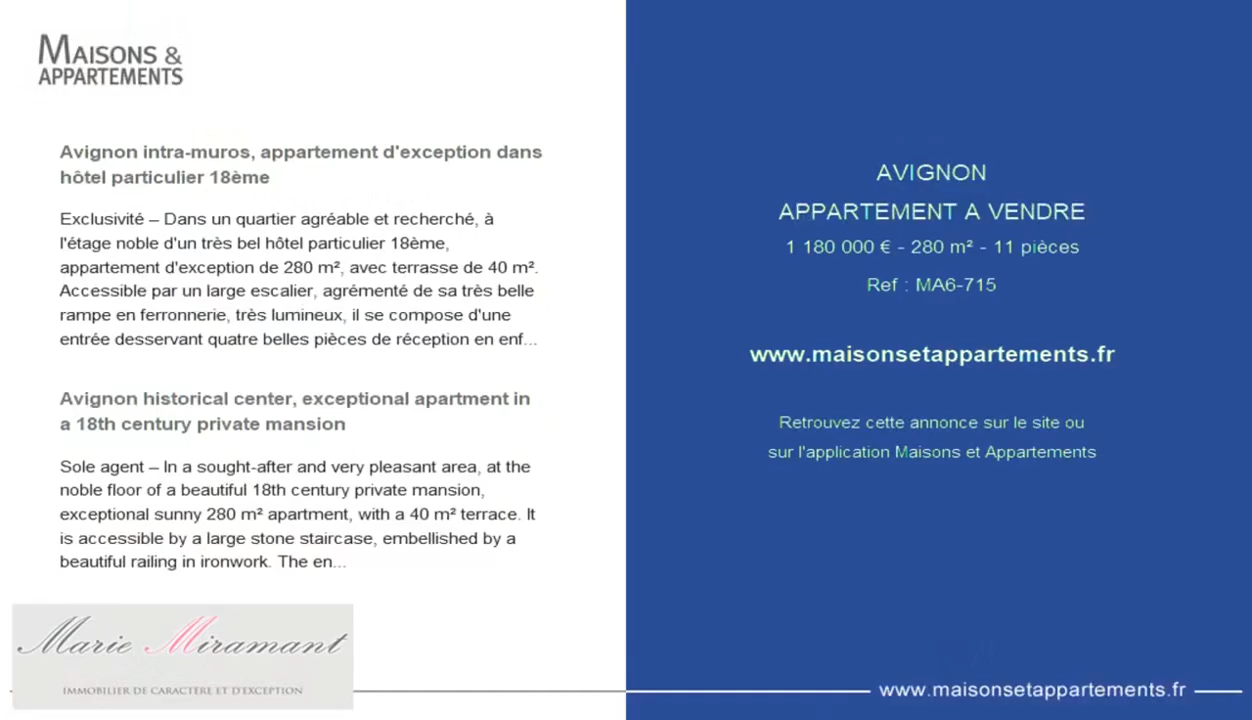 MAISONS &
APPARTEMENTS
Avignon intra-muros, appartement d'exception dans
hôtel particulier 18ème
Exclusivité – Dans un quartier agréable et recherché, à
l'étage noble d'un très bel hôtel particulier 18ème,
appartement d'exception de 280 m², avec terrasse de 40 m².
Accessible par un large escalier, agrémenté de sa très belle
rampe en ferronnerie, très lumineux, il se compose d'une
entrée desservant quatre belles pièces de réception en enf...
Avignon historical center, exceptional apartment in
a 18th century private mansion
Sole agent – In a sought-after and very pleasant area, at the
noble floor of a beautiful 18th century private mansion,
exceptional sunny 280 m² apartment, with a 40 m² terrace. It
is accessible by a large stone staircase, embellished by a
beautiful railing in ironwork. The en...
Marie Miramant
IMMOBILIER DE CARACTÈRE ET D'EXCEPTION
AVIGNON
APPARTEMENT A VENDRE
1 180 000 € - 280 m² - 11 pièces
Ref : MA6-715
www.maisonsetappartements.fr
Retrouvez cette annonce sur le site ou
sur l'application Maisons et Appartements
www.maisonsetappartements.fr